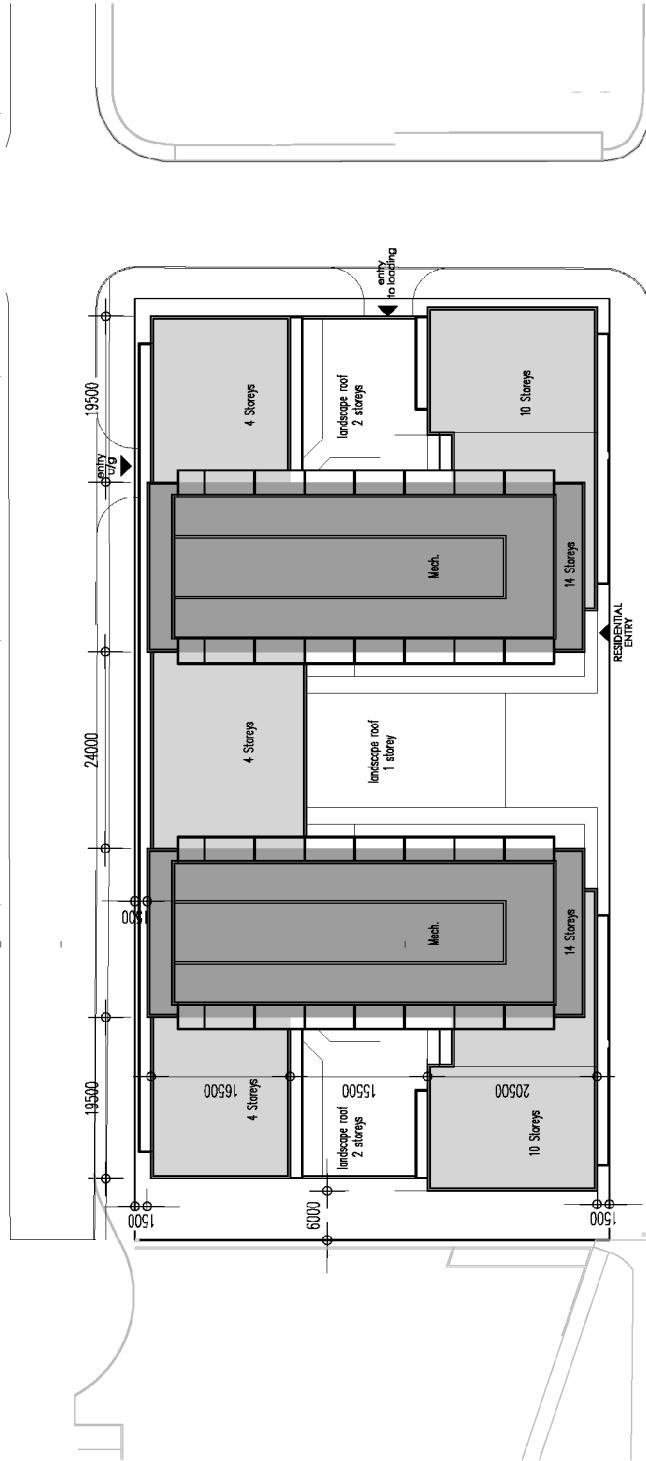 entry
to loading
19500
4 Storeys
landscape roof
2 storeys
10 Storeys
entry
u/g
Mech.
14 Storeys
RESIDENTIAL
ENTRY
24000
4 Storeys
landscape roof
1 storey
1500
Mech.
14 Storeys
19500
16500
4 Storeys
15500
landscape roof
2 storeys
20500
10 Storeys
1500
6000
1500